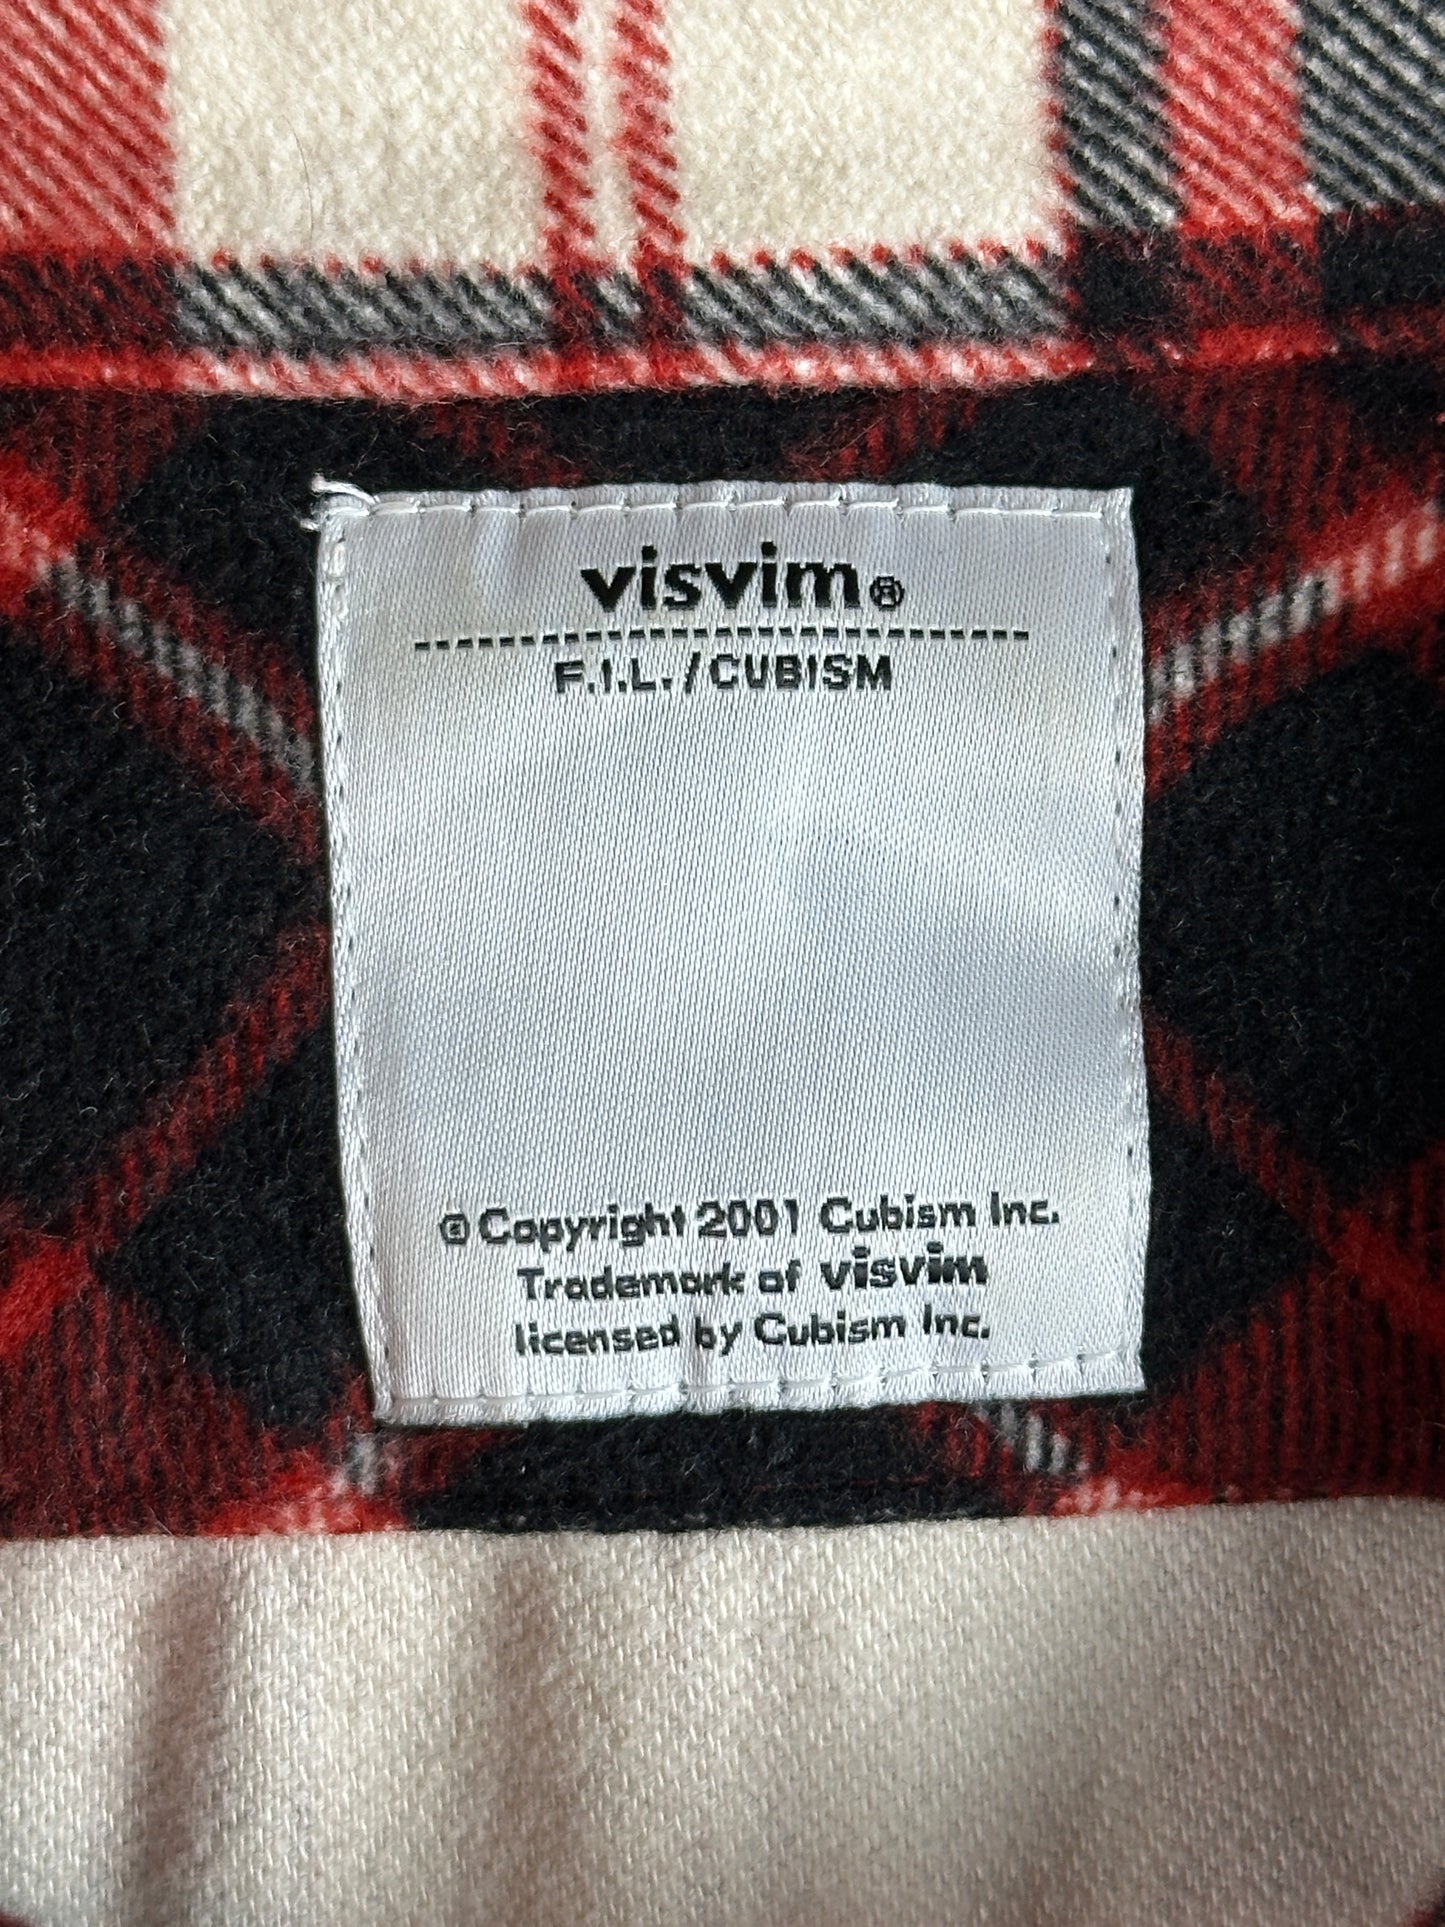 visvim®
F.I.L./CUBISM
© Copyright 2001 Cubism Inc.
Trademark of visvim
licensed by Cubism Inc.